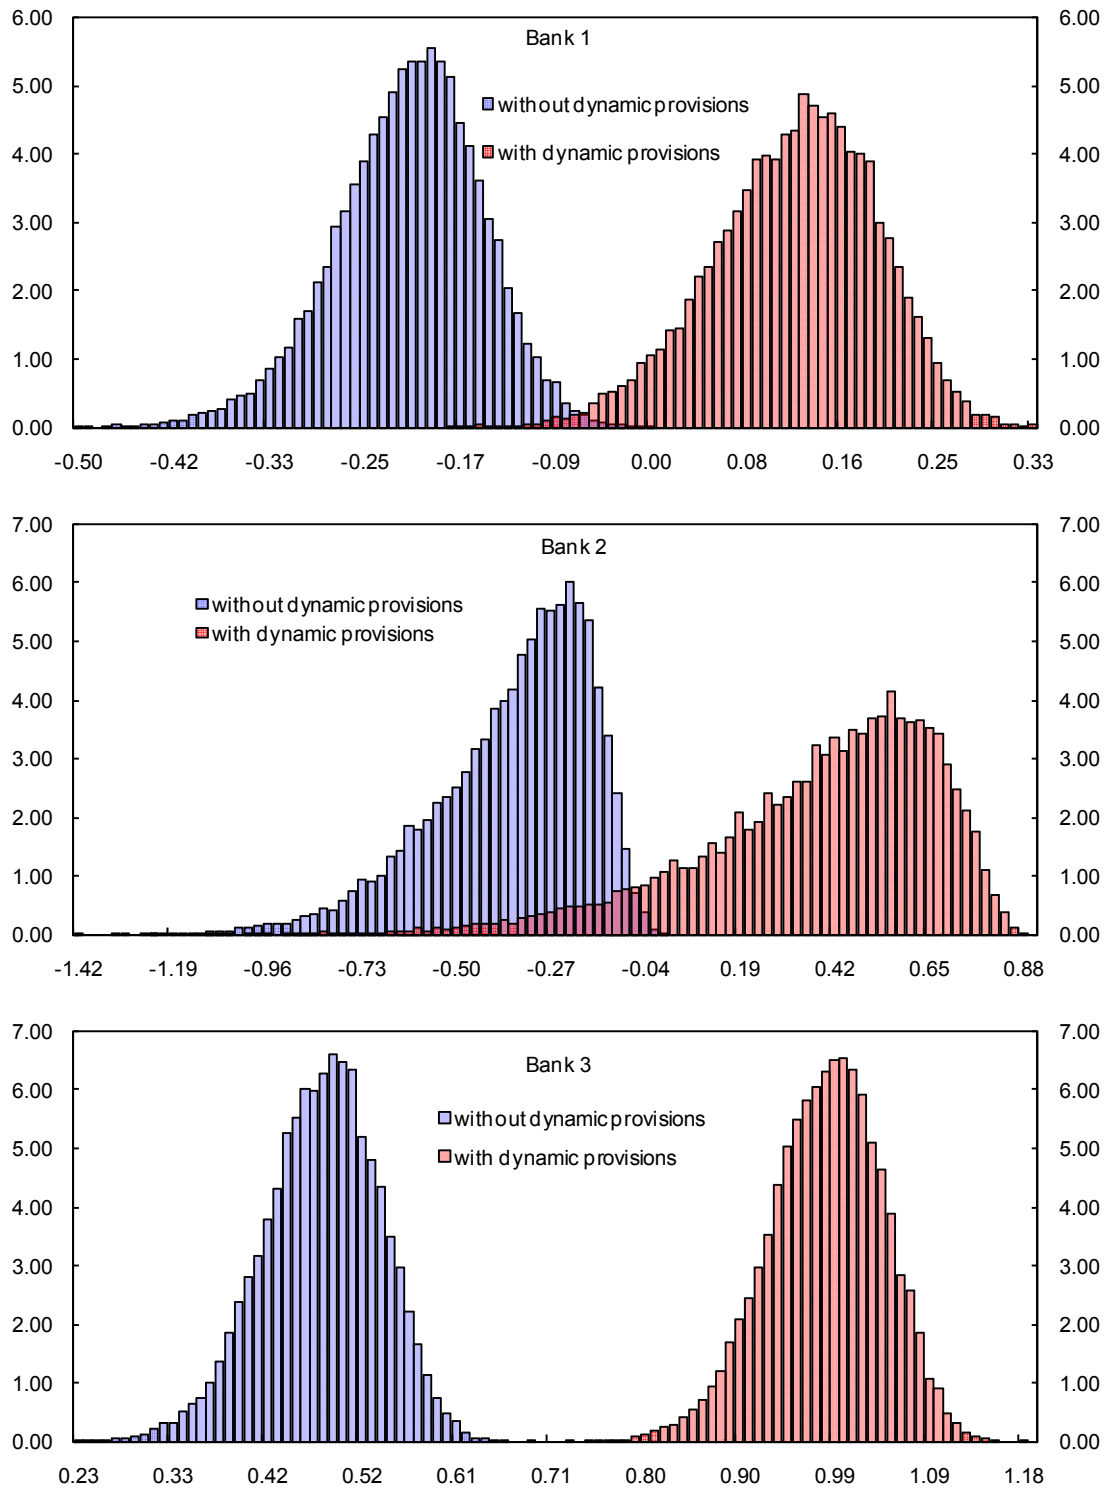 6.00 6.00
Bank 1
5.00 5.00
without dynamic provisions
with dynamic provisions
4.00 4.00
3.00 3.00
2.00 2.00
1.00 1.00
0.00 0.00
-0.50 -0.42 -0.33 -0.25 -0.17 -0.09 0.00 0.08 0.16 0.25 0.33
7.00 7.00
Bank 2
6.00 6.00
without dynamic provisions
with dynamic provisions
5.00 5.00
4.00 4.00
3.00 3.00
2.00 2.00
1.00 1.00
0.00 0.00
-1.42 -1.19 -0.96 -0.73 -0.50 -0.27 -0.04 0.19 0.42 0.65 0.88
7.00 7.00
Bank 3
6.00 6.00
without dynamic provisions
with dynamic provisions
5.00 5.00
4.00 4.00
3.00 3.00
2.00 2.00
1.00 1.00
0.00 0.00
0.23 0.33 0.42 0.52 0.61 0.71 0.80 0.90 0.99 1.09 1.18